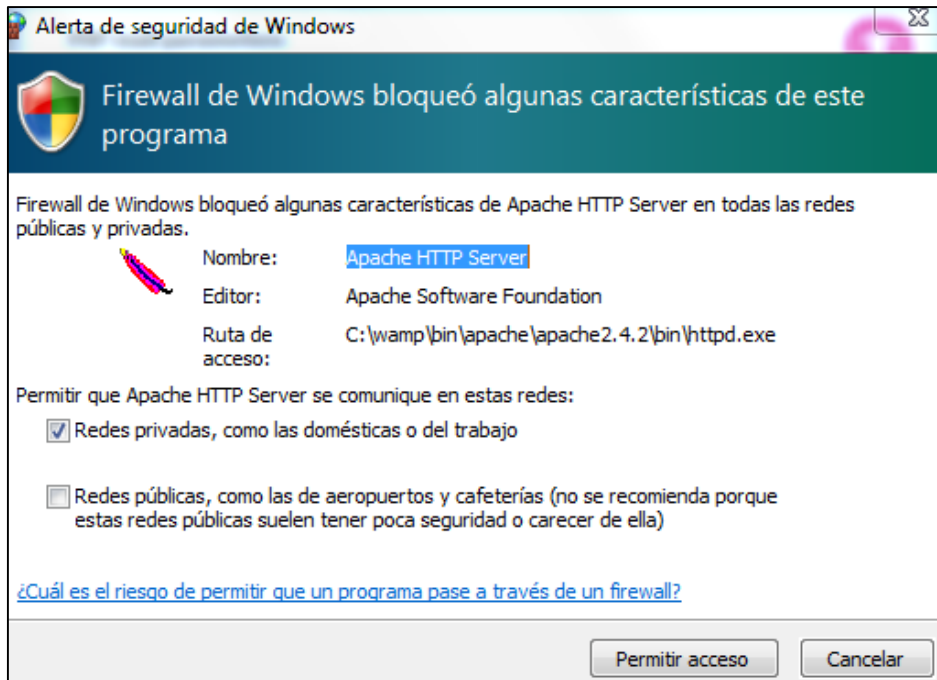 Alerta de seguridad de Windows
Firewall de Windows bloqueó algunas características de este
programa
Firewall de Windows bloqueó algunas características de Apache HTTP Server en todas las redes
públicas y privadas.
Nombre: Apache HTTP Server
Editor: Apache Software Foundation
Ruta de C:\wamp\bin\apache\apache2.4.2\bin\httpd.exe
acceso:
Permitir que Apache HTTP Server se comunique en estas redes:
Redes privadas, como las domésticas o del trabajo
Redes públicas, como las de aeropuertos y cafeterías (no se recomienda porque
estas redes públicas suelen tener poca seguridad o carecer de ella)
¿Cuál es el riesgo de permitir que un programa pase a través de un firewall?
Permitir acceso Cancelar